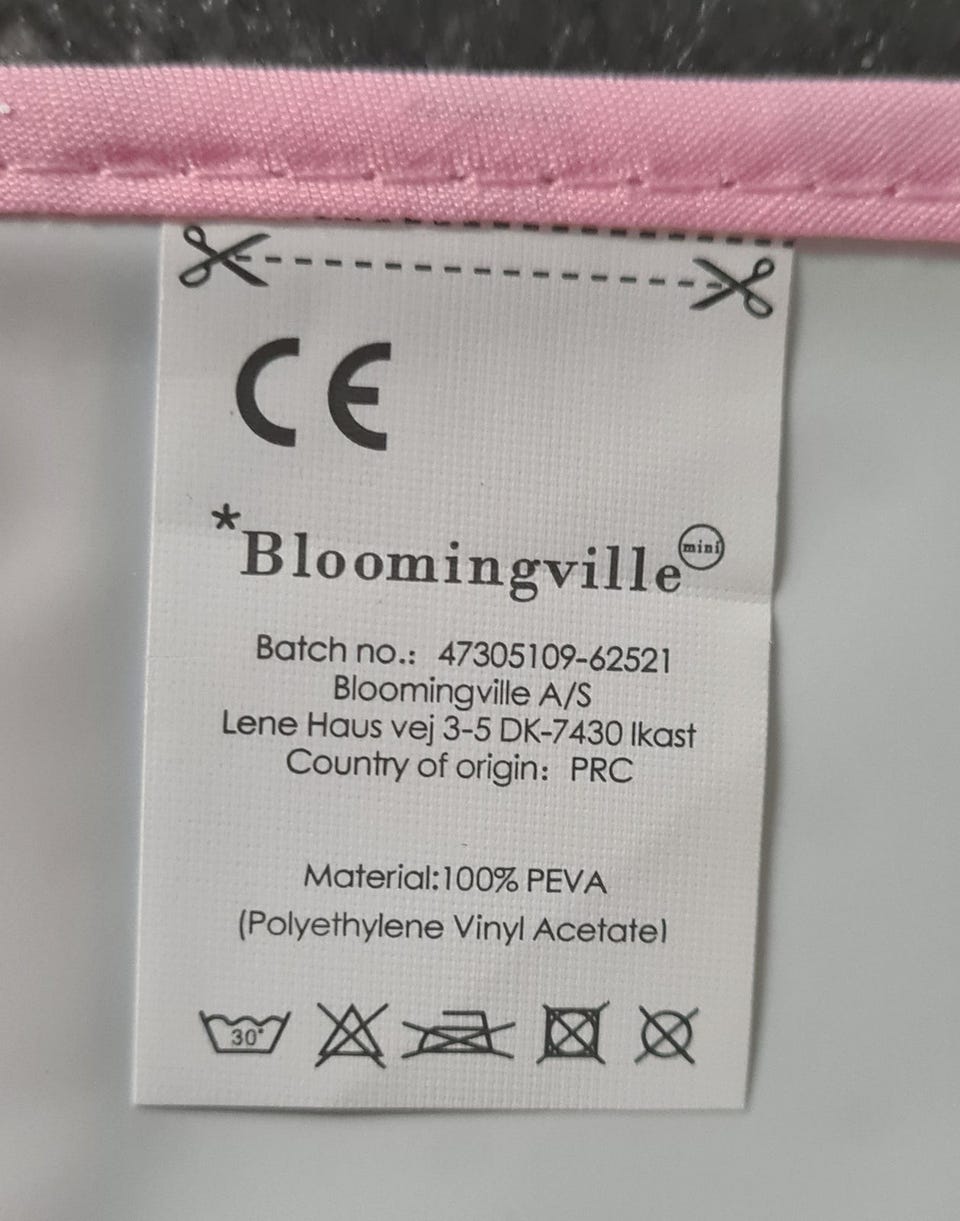 CE
*Bloomingville mini
Batch no.: 47305109-62521
Bloomingville A/S
Lene Haus vej 3-5 DK-7430 Ikast
Country of origin: PRC
Material:100% PEVA
(Polyethylene Vinyl Acetate)
30°